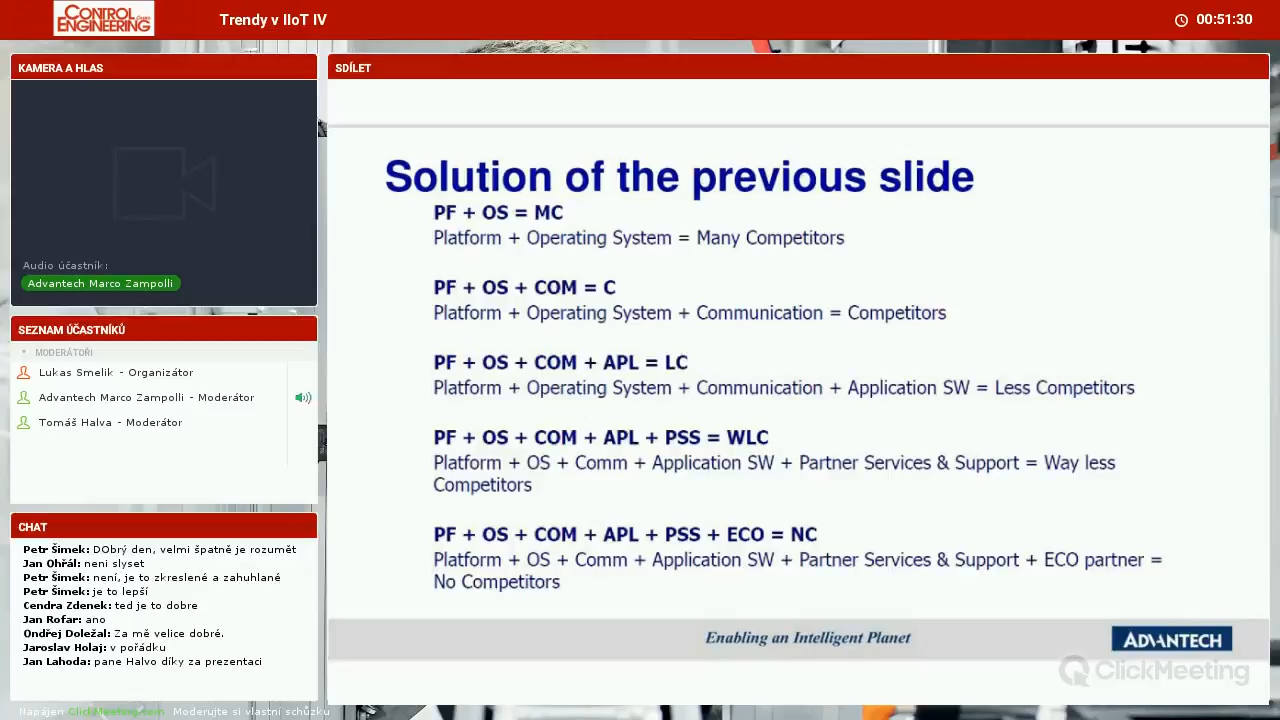 CONTROL
ENGINEERING
Trendy v IIoT IV
00:51:30
KAMERA A HLAS
Audio účastník:
Advantech Marco Zampolli
SEZNAM ÚČASTNÍKŮ
MODERÁTOŘI
Lukas Smelik - Organizátor
Advantech Marco Zampolli - Moderátor
Tomáš Halva - Moderátor
CHAT
Petr Šimek: DObrý den, velmi špatně je rozumět
Jan Ohřál: neni slyset
Petr Šimek: není, je to zkreslené a zahuhlané
Petr Šimek: je to lepší
Cendra Zdenek: ted je to dobre
Jan Rofar: ano
Ondřej Doležal: Za mě velice dobré.
Jaroslav Holaj: v pořádku
Jan Lahoda: pane Halvo díky za prezentaci
Napájen ClickMeeting.com Moderujte si vlastní schůzku
SDÍLET
Solution of the previous slide
PF + OS = MC
Platform + Operating System = Many Competitors
PF + OS + COM = C
Platform + Operating System + Communication = Competitors
PF + OS + COM + APL = LC
Platform + Operating System + Communication + Application SW = Less Competitors
PF + OS + COM + APL + PSS = WLC
Platform + OS + Comm + Application SW + Partner Services & Support = Way less
Competitors
PF + OS + COM + APL + PSS + ECO = NC
Platform + OS + Comm + Application SW + Partner Services & Support + ECO partner =
No Competitors
Enabling an Intelligent Planet
ADVANTECH
ClickMeeting